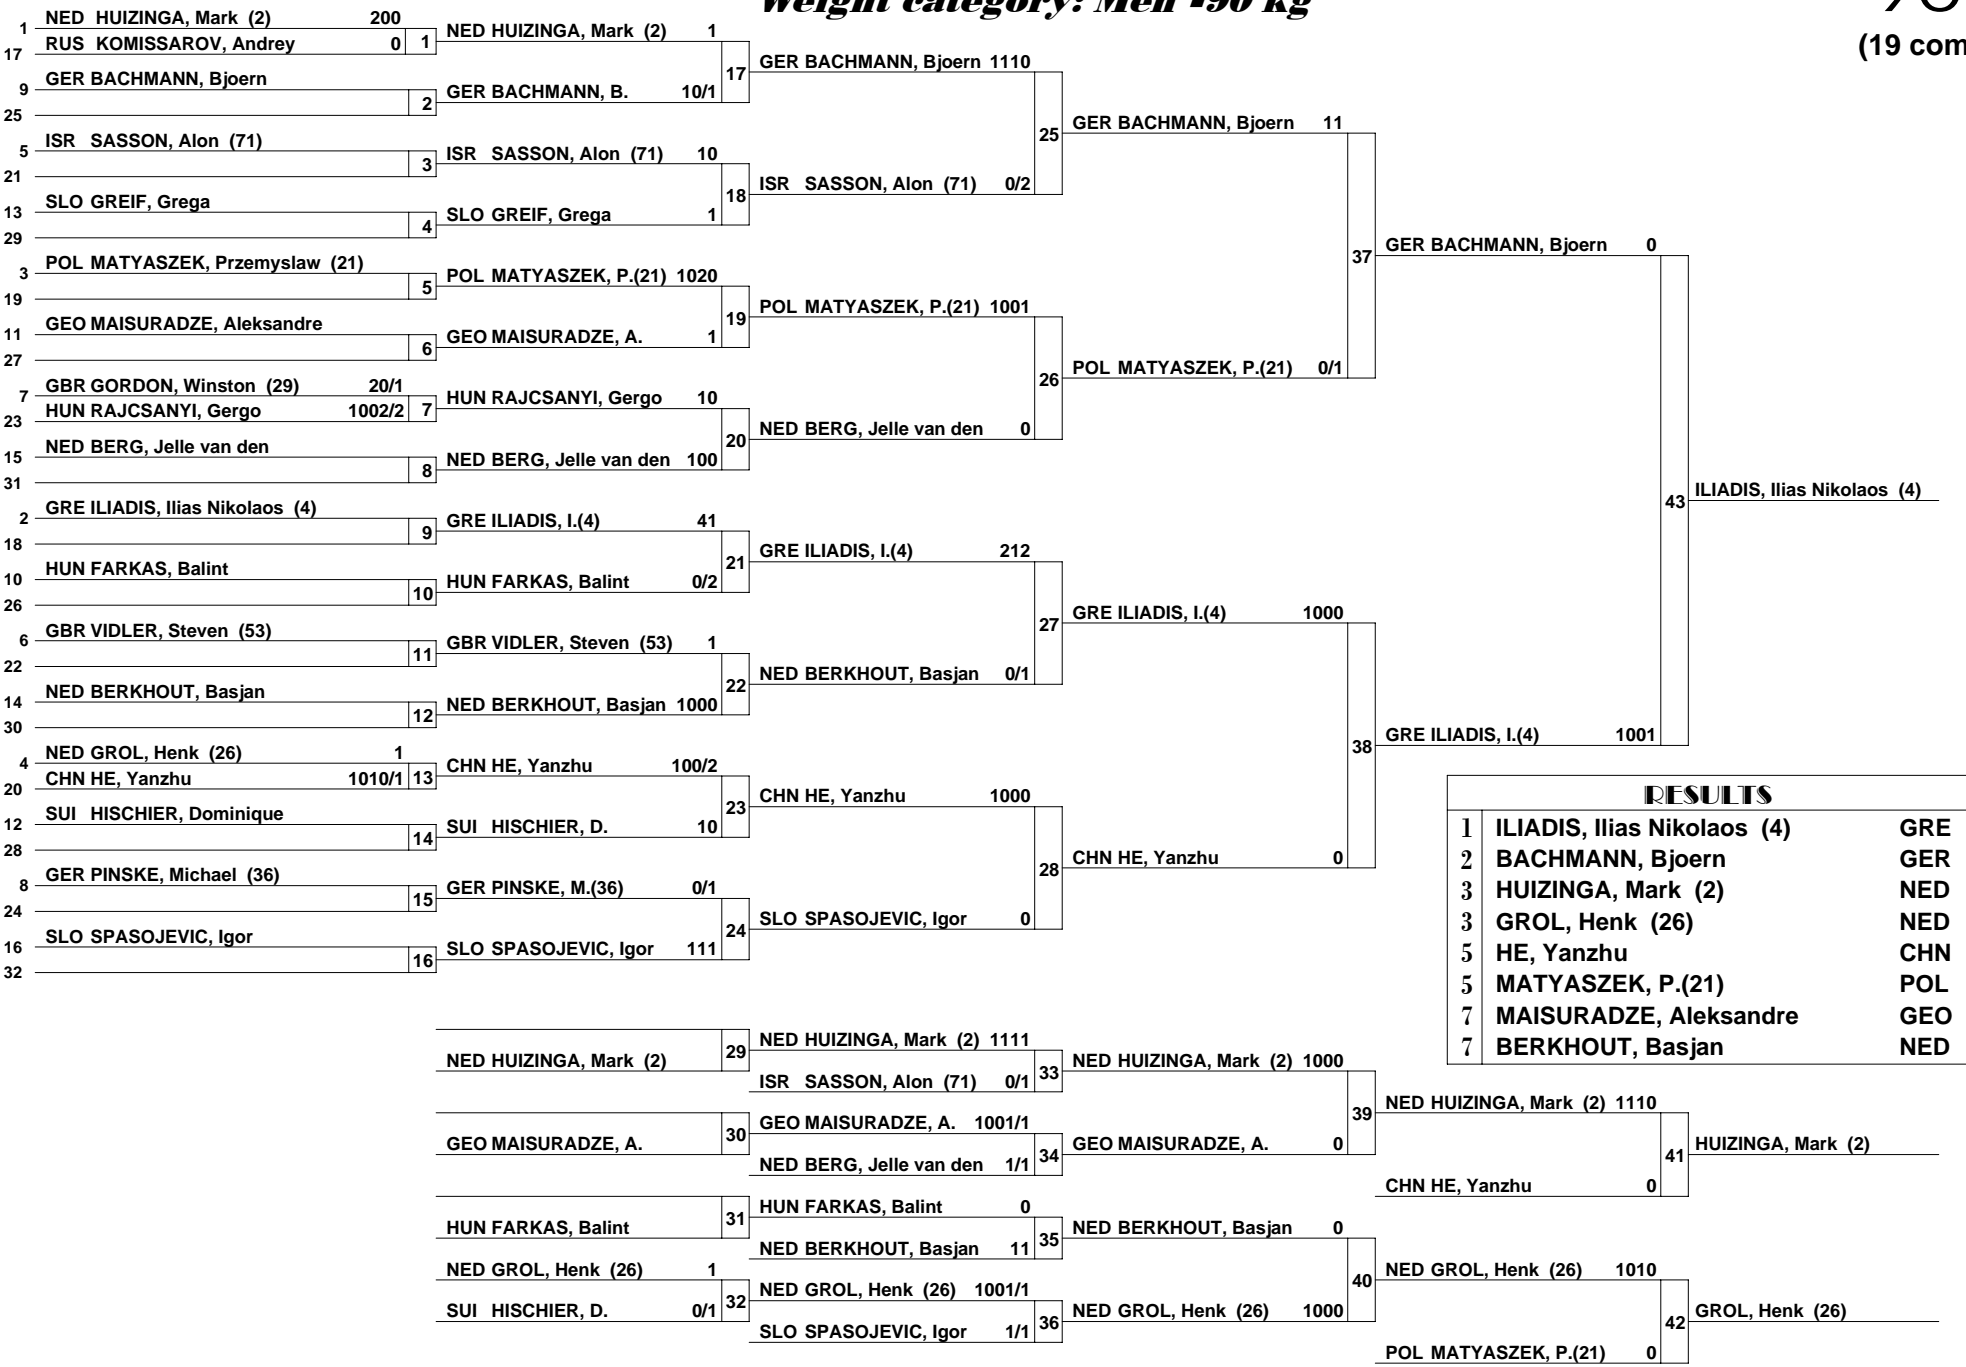 Weight category: Men -90 kg
(19 com
1 NED HUIZINGA, Mark (2) 200
17 RUS KOMISSAROV, Andrey 0 1
9 GER BACHMANN, Bjoern
25 2
5 ISR SASSON, Alon (71)
21 3
13 SLO GREIF, Grega
29 4
3 POL MATYASZEK, Przemyslaw (21)
19 5
11 GEO MAISURADZE, Aleksandre
27 6
7 GBR GORDON, Winston (29) 20/1
23 HUN RAJCSANYI, Gergo 1002/2 7
15 NED BERG, Jelle van den
31 8
2 GRE ILIADIS, Ilias Nikolaos (4)
18 9
10 HUN FARKAS, Balint
26 10
6 GBR VIDLER, Steven (53)
22 11
14 NED BERKHOUT, Basjan
30 12
4 NED GROL, Henk (26) 1
20 CHN HE, Yanzhu 1010/1 13
12 SUI HISCHIER, Dominique
28 14
8 GER PINSKE, Michael (36)
24 15
16 SLO SPASOJEVIC, Igor
32 16
NED HUIZINGA, Mark (2) 1
17
GER BACHMANN, B. 10/1
ISR SASSON, Alon (71) 10
18
SLO GREIF, Grega 1
POL MATYASZEK, P.(21) 1020
19
GEO MAISURADZE, A. 1
HUN RAJCSANYI, Gergo 10
20
NED BERG, Jelle van den 100
GRE ILIADIS, I.(4) 41
21
HUN FARKAS, Balint 0/2
GBR VIDLER, Steven (53) 1
22
NED BERKHOUT, Basjan 1000
CHN HE, Yanzhu 100/2
23
SUI HISCHIER, D. 10
GER PINSKE, M.(36) 0/1
24
SLO SPASOJEVIC, Igor 111
GER BACHMANN, Bjoern 1110
25
ISR SASSON, Alon (71) 0/2
POL MATYASZEK, P.(21) 1001
26
NED BERG, Jelle van den 0
GRE ILIADIS, I.(4) 212
27
NED BERKHOUT, Basjan 0/1
CHN HE, Yanzhu 1000
28
SLO SPASOJEVIC, Igor 0
GER BACHMANN, Bjoern 11
37
POL MATYASZEK, P.(21) 0/1
GRE ILIADIS, I.(4) 1000
38
CHN HE, Yanzhu 0
GER BACHMANN, Bjoern 0
43
GRE ILIADIS, I.(4) 1001
ILIADIS, Ilias Nikolaos (4)
RESULTS
1 ILIADIS, Ilias Nikolaos (4) GRE
2 BACHMANN, Bjoern GER
3 HUIZINGA, Mark (2) NED
3 GROL, Henk (26) NED
5 HE, Yanzhu CHN
5 MATYASZEK, P.(21) POL
7 MAISURADZE, Aleksandre GEO
7 BERKHOUT, Basjan NED
29
NED HUIZINGA, Mark (2)
30
GEO MAISURADZE, A.
31
HUN FARKAS, Balint
NED GROL, Henk (26) 1
32
SUI HISCHIER, D. 0/1
NED HUIZINGA, Mark (2) 1111
33
ISR SASSON, Alon (71) 0/1
GEO MAISURADZE, A. 1001/1
34
NED BERG, Jelle van den 1/1
HUN FARKAS, Balint 0
35
NED BERKHOUT, Basjan 11
NED GROL, Henk (26) 1001/1
36
SLO SPASOJEVIC, Igor 1/1
NED HUIZINGA, Mark (2) 1000
39
GEO MAISURADZE, A. 0
NED BERKHOUT, Basjan 0
40
NED GROL, Henk (26) 1000
NED HUIZINGA, Mark (2) 1110
41
CHN HE, Yanzhu 0
NED GROL, Henk (26) 1010
42
POL MATYASZEK, P.(21) 0
HUIZINGA, Mark (2)
GROL, Henk (26)